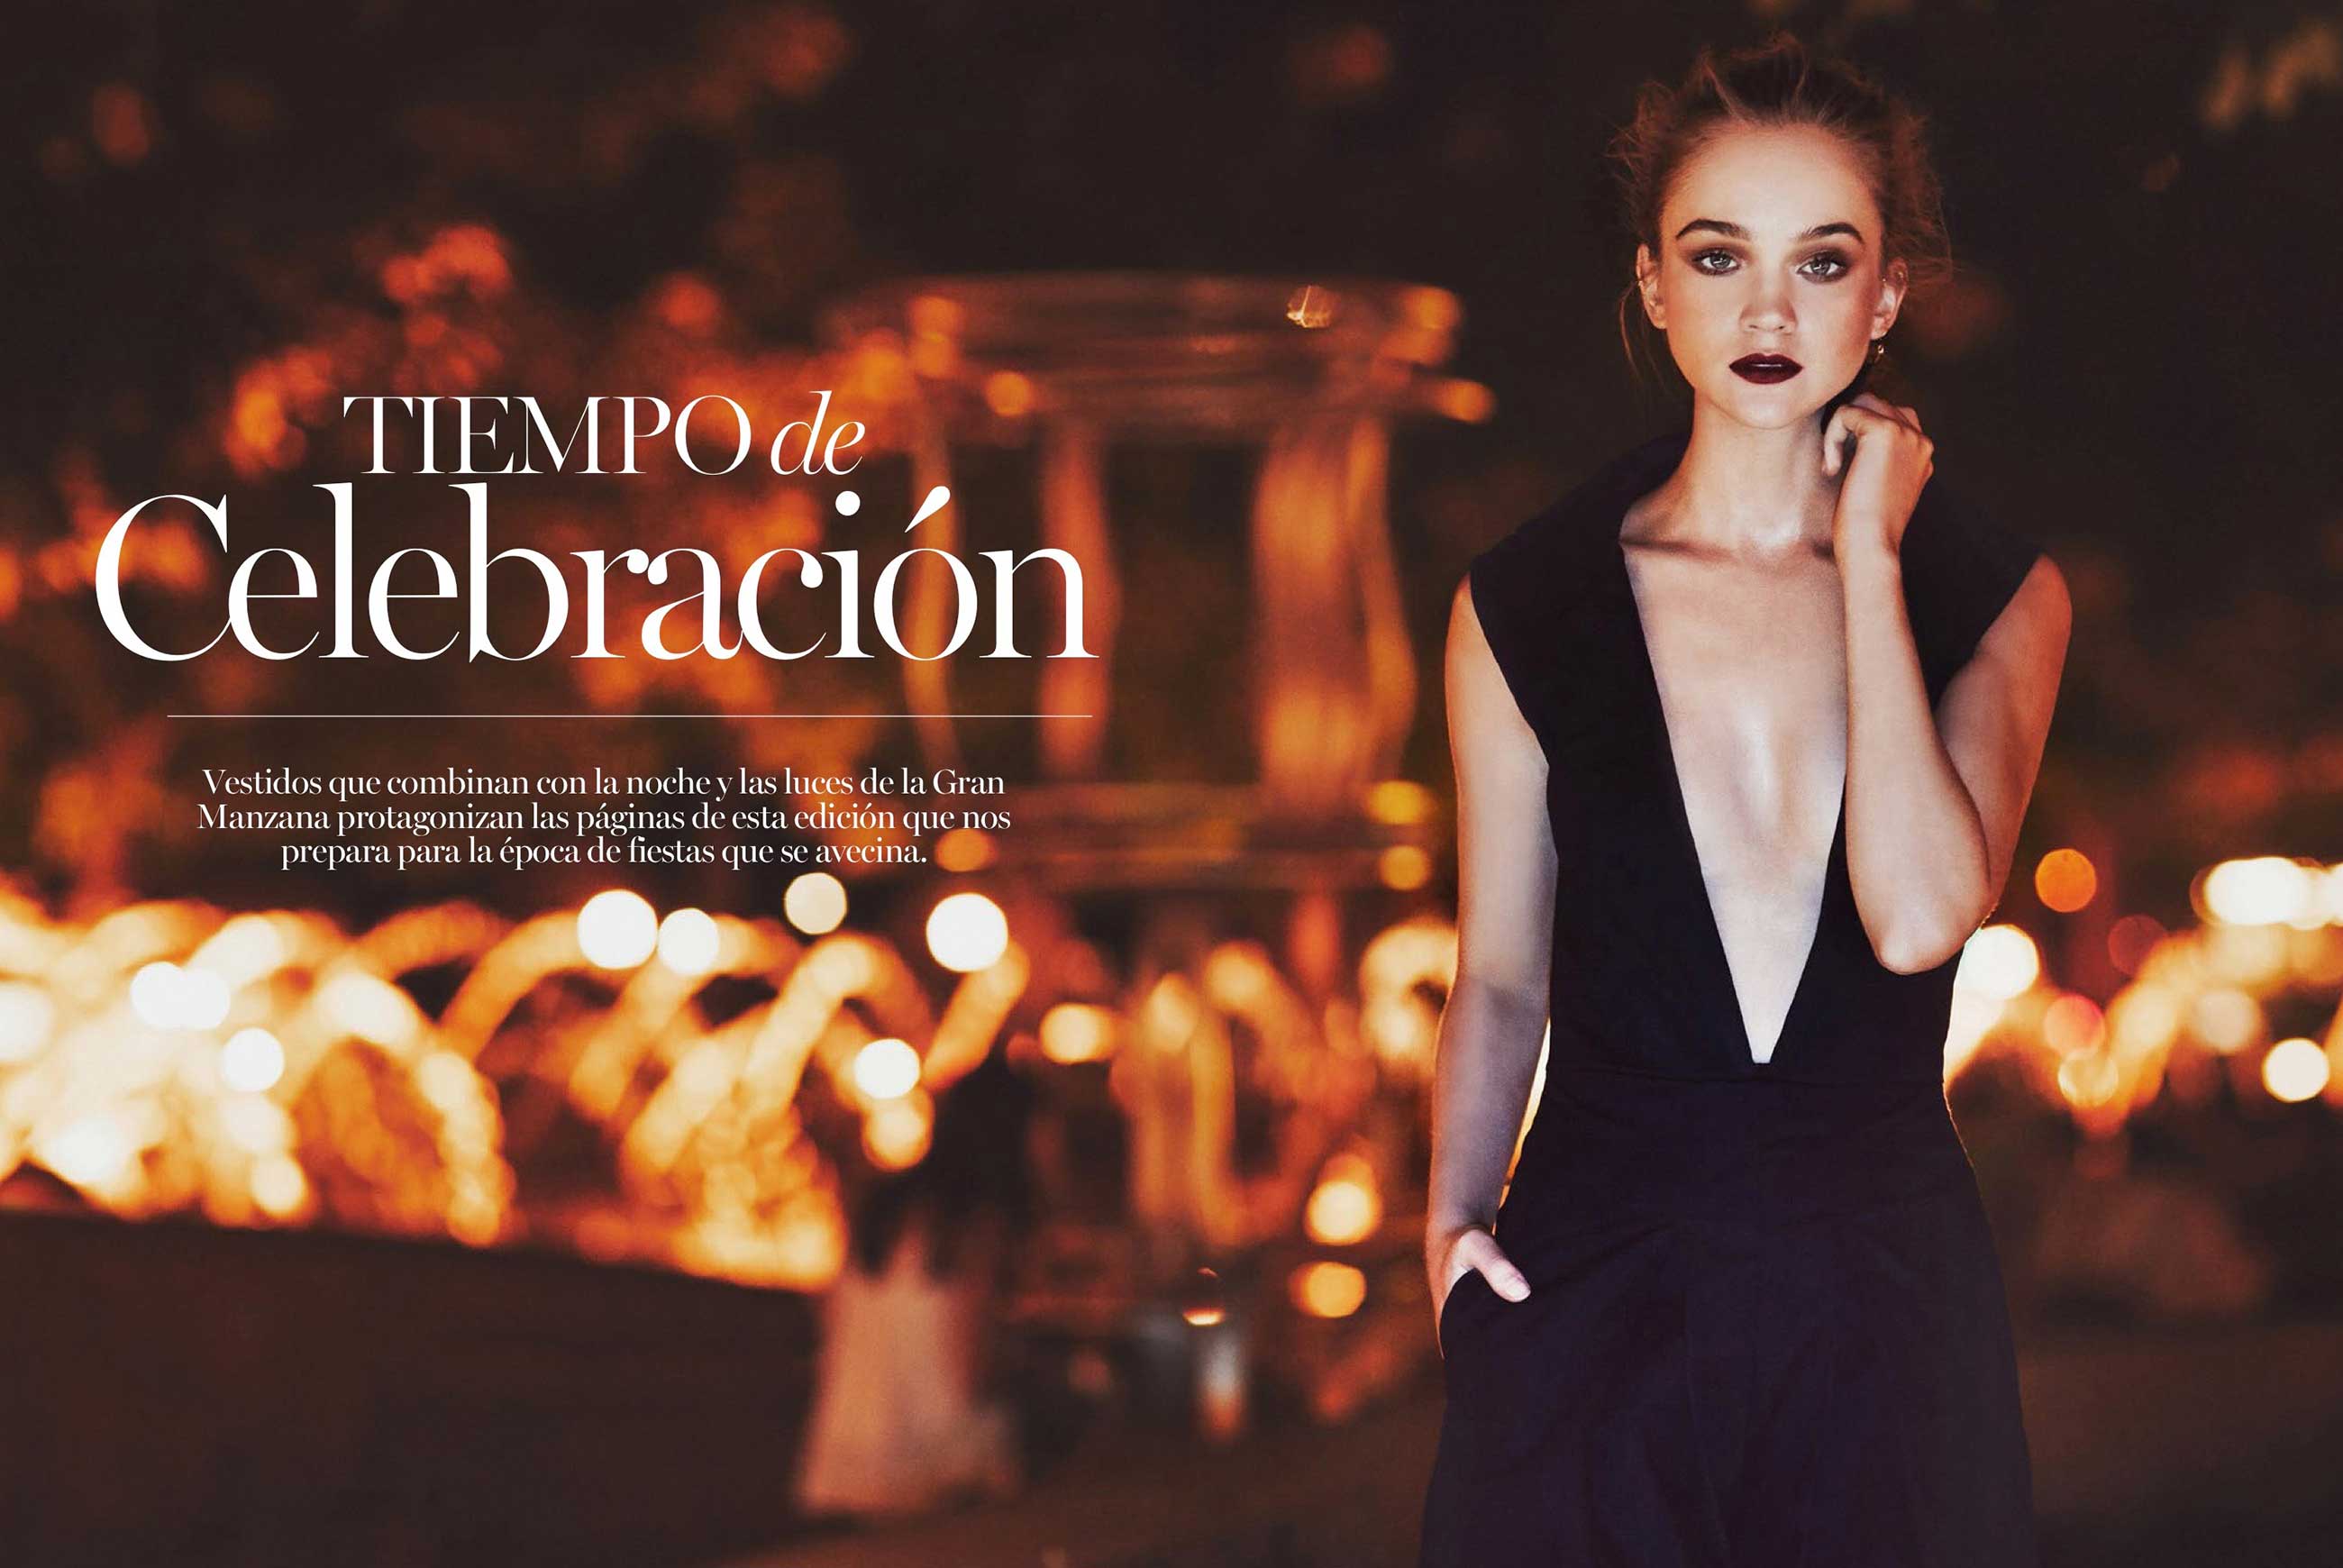 TIEMPO de
Celebración
Vestidos que combinan con la noche y las luces de la Gran
Manzana protagonizan las páginas de esta edición que nos
prepara para la época de fiestas que se avecina.